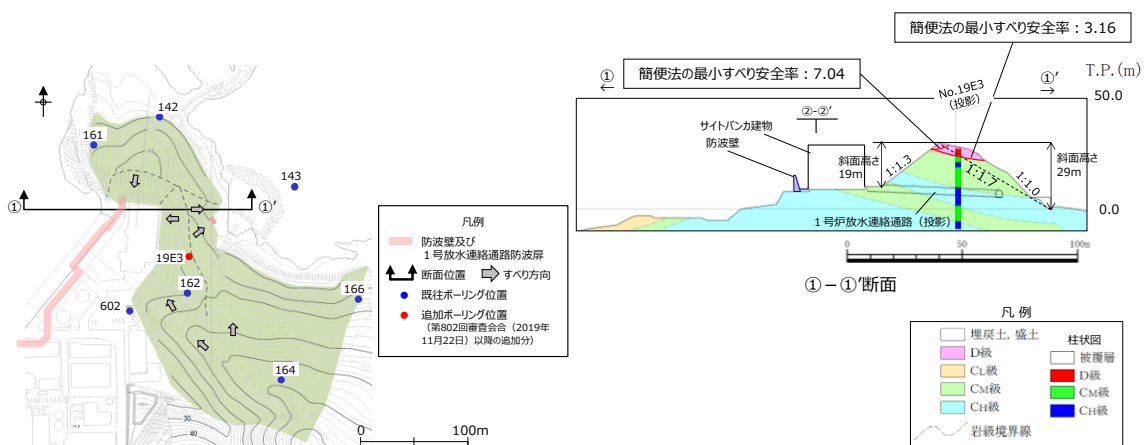 142
161
143
①
①'
19E3
162
602
166
164
40
30
0
100m
凡例
防波壁及び
１号放水連絡通路防波扉
断面位置
すべり方向
既往ボーリング位置
追加ボーリング位置
（第802回審査会合（2019年
11月22日）以降の追加分）
簡便法の最小すべり安全率：3.16
簡便法の最小すべり安全率：7.04
T.P.(m)
①
①'
No.19E3
(投影)
50.0
②-②'
サイトバンカ建物
防波壁
斜面高さ
19m
1:1.3
1:1.7
1:1.0
斜面高さ
29m
0.0
１号炉放水連絡通路（投影）
0
50
100m
①－①'断面
凡 例
埋戻土, 盛土
D級
CL級
CM級
CH級
岩級境界線
柱状図
被覆層
D級
CM級
CH級